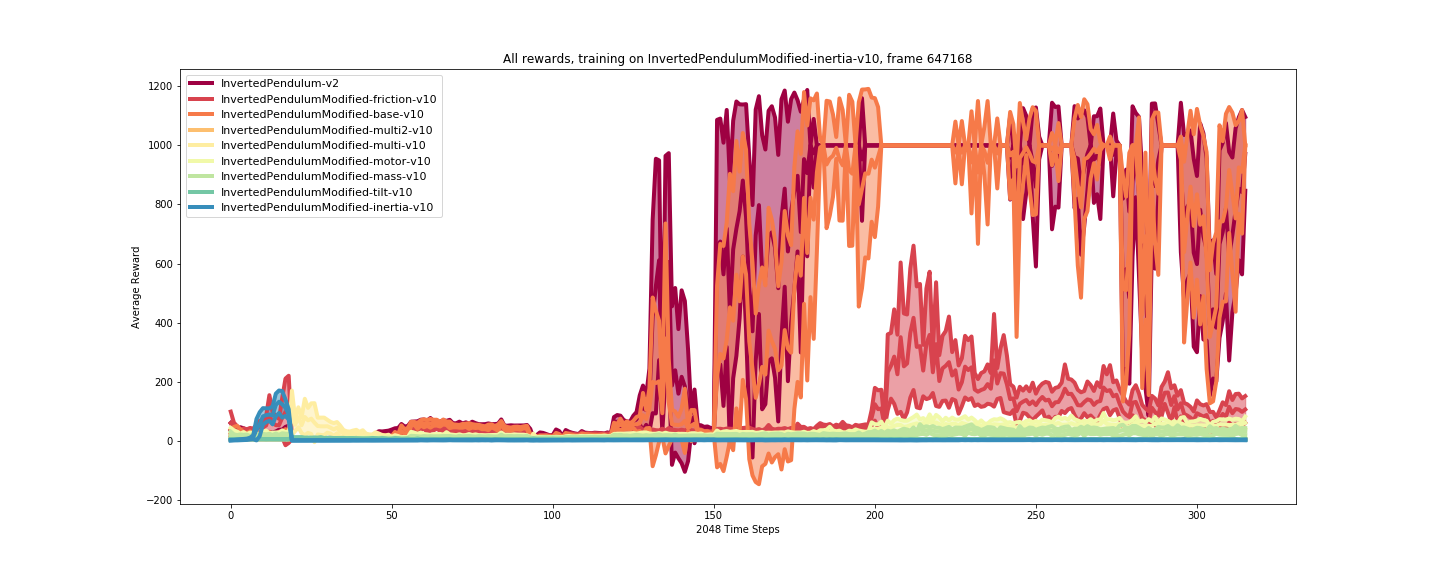 All rewards, training on InvertedPendulumModified-inertia-v10, frame 647168
InvertedPendulum-v2
InvertedPendulumModified-friction-v10
InvertedPendulumModified-base-v10
InvertedPendulumModified-multi2-v10
InvertedPendulumModified-multi-v10
InvertedPendulumModified-motor-v10
InvertedPendulumModified-mass-v10
InvertedPendulumModified-tilt-v10
InvertedPendulumModified-inertia-v10
Average Reward
1200
1000
800
600
400
200
0
−200
0 50 100 150 200 250 300
2048 Time Steps